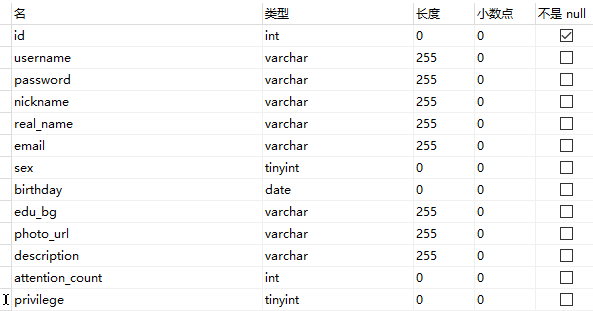 名 类型 长度 小数点 不是 null
id int 0 0
username varchar 255 0
password varchar 255 0
nickname varchar 255 0
real_name varchar 255 0
email varchar 255 0
sex tinyint 0 0
birthday date 0 0
edu_bg varchar 255 0
photo_url varchar 255 0
description varchar 255 0
attention_count int 0 0
privilege tinyint 0 0